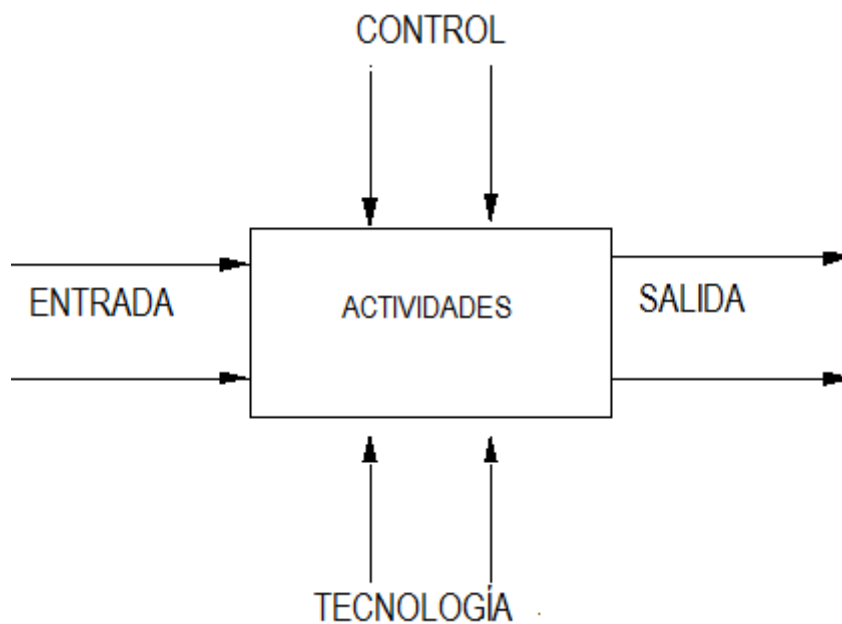 CONTROL
ENTRADA
ACTIVIDADES
SALIDA
TECNOLOGÍA